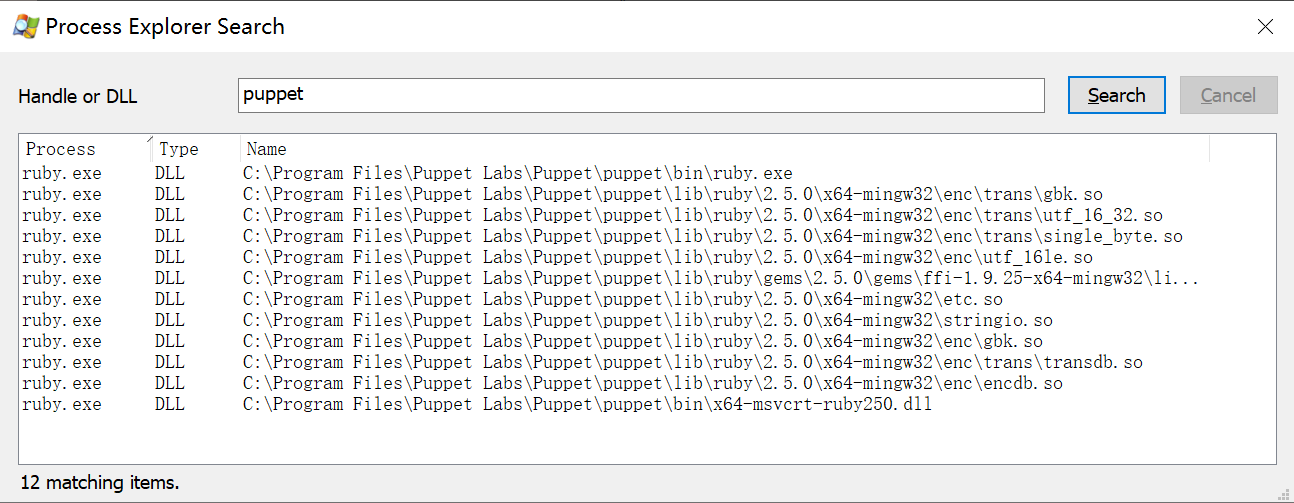 Process Explorer Search
Handle or DLL puppet Search Cancel
Process Type Name
ruby.exe DLL C:\Program Files\Puppet Labs\Puppet\puppet\bin\ruby.exe
ruby.exe DLL C:\Program Files\Puppet Labs\Puppet\puppet\lib\ruby\2.5.0\x64-mingw32\enc\trans\gbk.so
ruby.exe DLL C:\Program Files\Puppet Labs\Puppet\puppet\lib\ruby\2.5.0\x64-mingw32\enc\trans\utf_16_32.so
ruby.exe DLL C:\Program Files\Puppet Labs\Puppet\puppet\lib\ruby\2.5.0\x64-mingw32\enc\trans\single_byte.so
ruby.exe DLL C:\Program Files\Puppet Labs\Puppet\puppet\lib\ruby\2.5.0\x64-mingw32\enc\utf_16le.so
ruby.exe DLL C:\Program Files\Puppet Labs\Puppet\puppet\lib\ruby\gems\2.5.0\gems\ffi-1.9.25-x64-mingw32\li...
ruby.exe DLL C:\Program Files\Puppet Labs\Puppet\puppet\lib\ruby\2.5.0\x64-mingw32\etc.so
ruby.exe DLL C:\Program Files\Puppet Labs\Puppet\puppet\lib\ruby\2.5.0\x64-mingw32\stringio.so
ruby.exe DLL C:\Program Files\Puppet Labs\Puppet\puppet\lib\ruby\2.5.0\x64-mingw32\enc\gbk.so
ruby.exe DLL C:\Program Files\Puppet Labs\Puppet\puppet\lib\ruby\2.5.0\x64-mingw32\enc\trans\transdb.so
ruby.exe DLL C:\Program Files\Puppet Labs\Puppet\puppet\lib\ruby\2.5.0\x64-mingw32\enc\encdb.so
ruby.exe DLL C:\Program Files\Puppet Labs\Puppet\puppet\bin\x64-msvcrt-ruby250.dll
12 matching items.